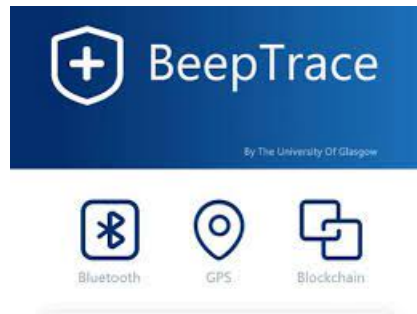 BeepTrace
By The University Of Glasgow
Bluetooth GPS Blockchain